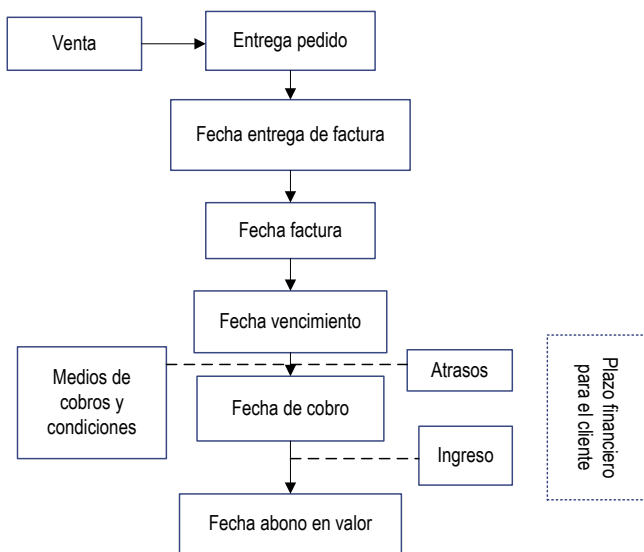 Venta
Entrega pedido
Fecha entrega de factura
Fecha factura
Fecha vencimiento
Medios de
cobros y
condiciones
Atrasos
Fecha de cobro
Ingreso
Fecha abono en valor
Plazo financiero
para el cliente